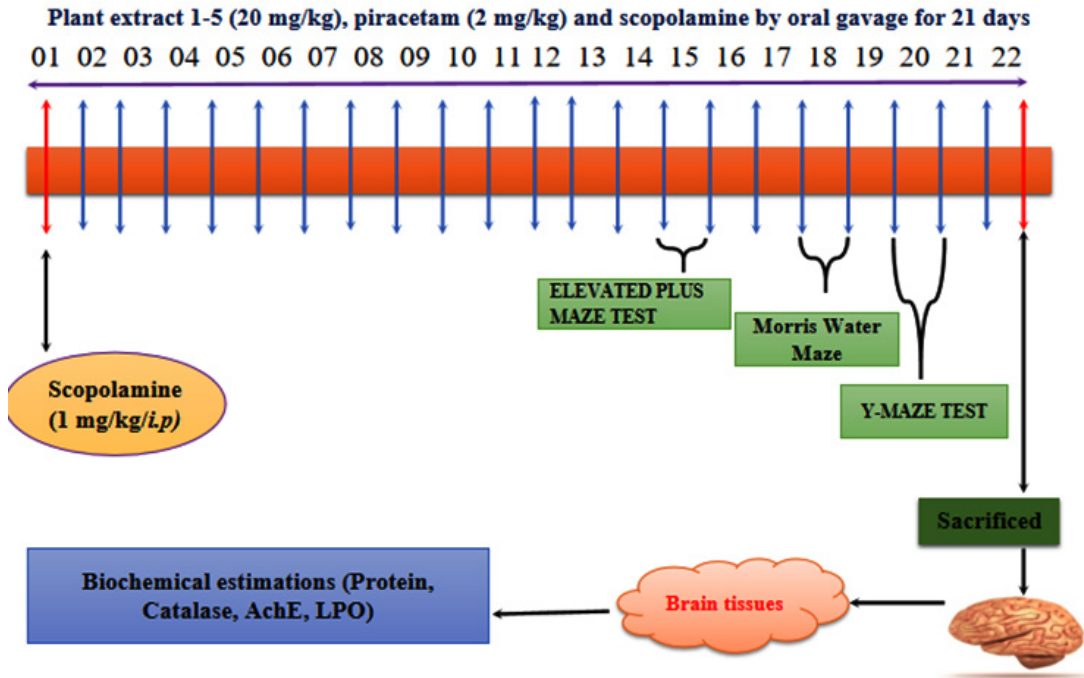 Plant extract 1-5 (20 mg/kg), piracetam (2 mg/kg) and scopolamine by oral gavage for 21 days
01 02 03 04 05 06 07 08 09 10 11 12 13 14 15 16 17 18 19 20 21 22
ELEVATED PLUS
MAZE TEST
Morris Water
Maze
Scopolamine
(1 mg/kg/i.p)
Y-MAZE TEST
Sacrificed
Biochemical estimations (Protein,
Catalase, AchE, LPO)
Brain tissues